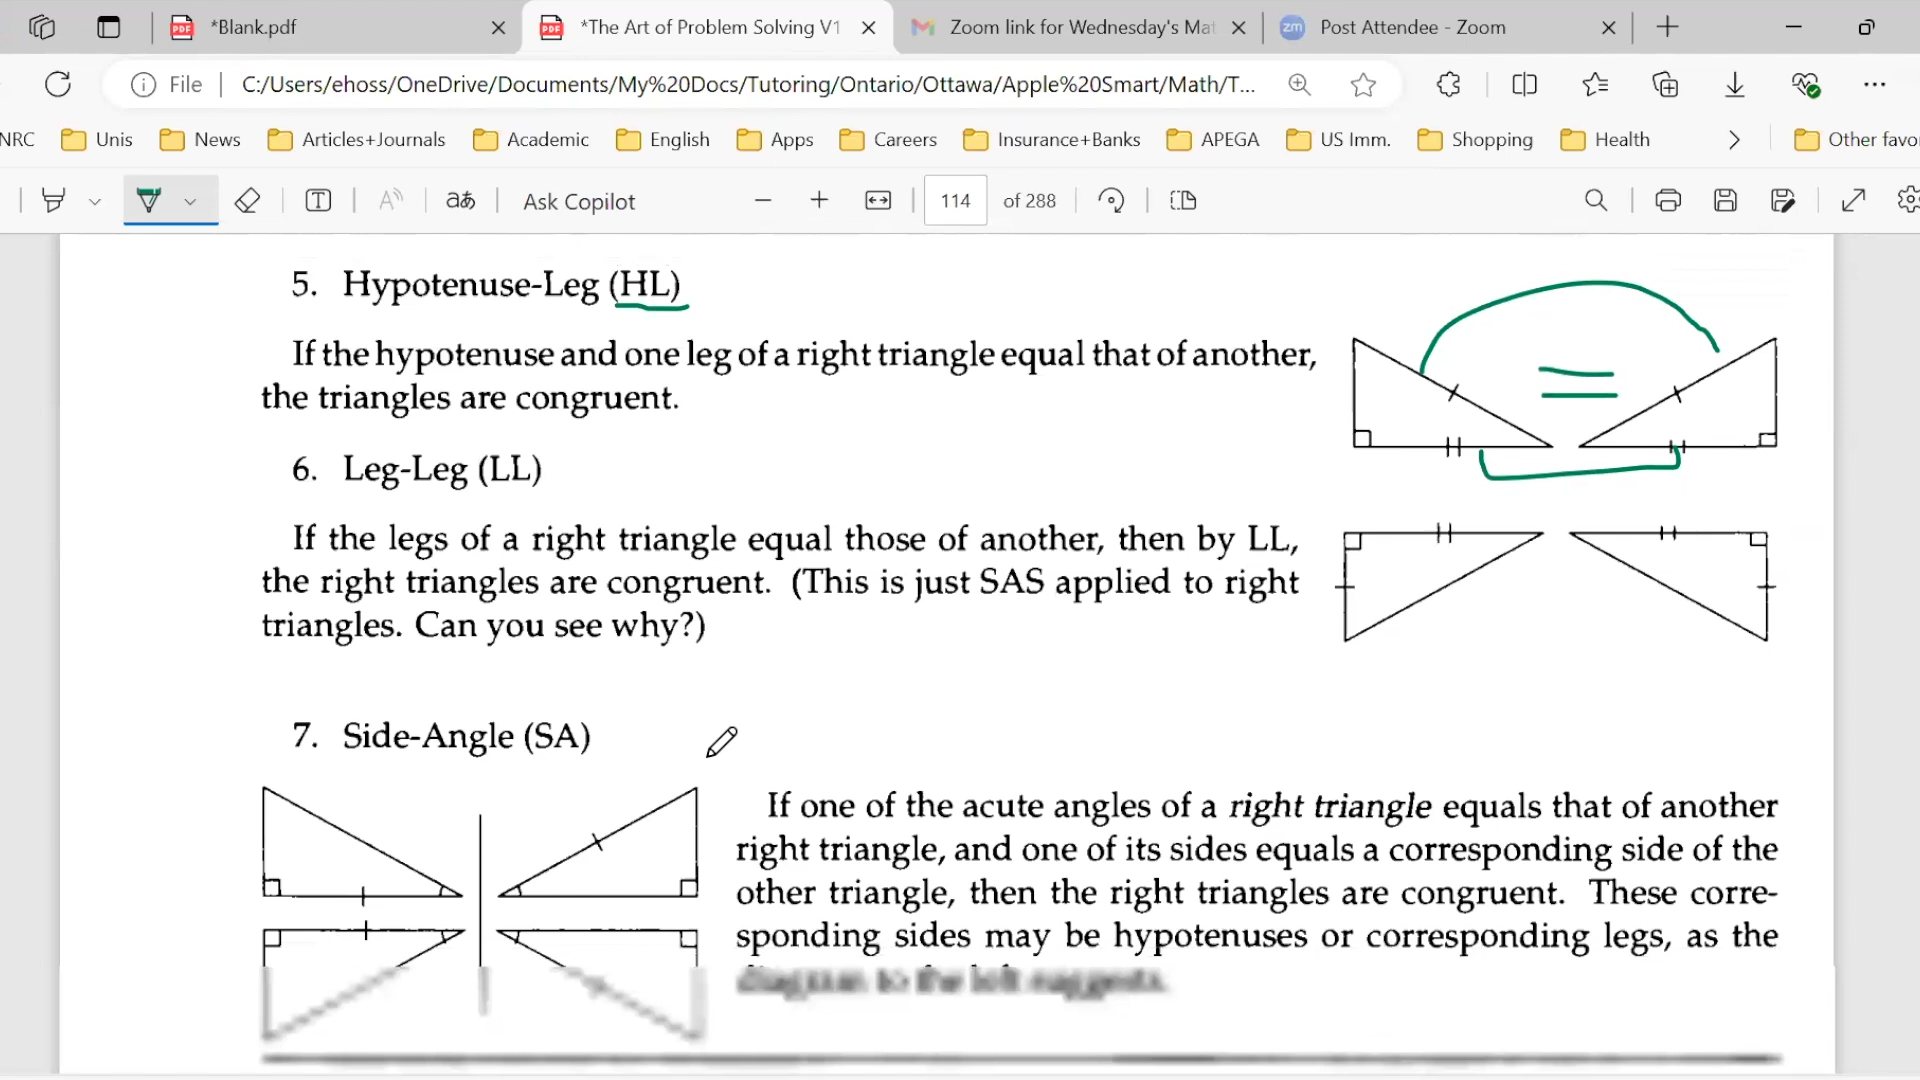 *Blank.pdf
*The Art of Problem Solving V1
Zoom link for Wednesday's Mat
zm Post Attendee - Zoom
File C:/Users/ehoss/OneDrive/Documents/My%20Docs/Tutoring/Ontario/Ottawa/Apple%20Smart/Math/T...
NRC Unis News Articles+Journals Academic English Apps Careers Insurance+Banks APEGA US Imm. Shopping Health Other favo
T A aあ Ask Copilot 114 of 288
5. Hypotenuse-Leg (HL)
If the hypotenuse and one leg of a right triangle equal that of another,
the triangles are congruent.
6. Leg-Leg (LL)
If the legs of a right triangle equal those of another, then by LL,
the right triangles are congruent. (This is just SAS applied to right
triangles. Can you see why?)
7. Side-Angle (SA)
If one of the acute angles of a right triangle equals that of another
right triangle, and one of its sides equals a corresponding side of the
other triangle, then the right triangles are congruent. These corre-
sponding sides may be hypotenuses or corresponding legs, as the
diagram to the left suggests.